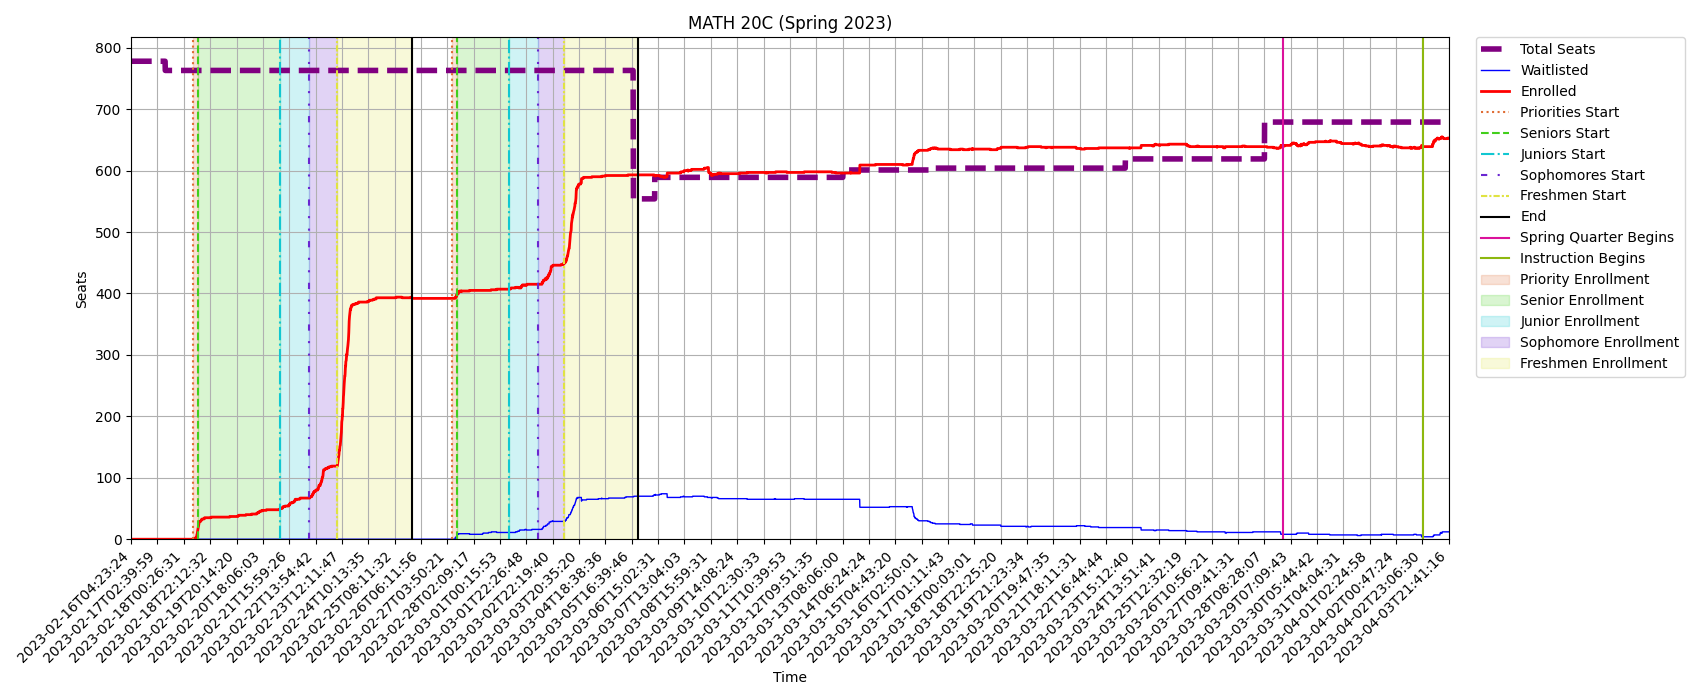 MATH 20C (Spring 2023)
800
700
600
500
400
300
200
100
0
Seats
2023-02-16T04:23:24
2023-02-17T02:39:59
2023-02-18T00:26:31
2023-02-18T22:12:32
2023-02-19T20:14:20
2023-02-20T18:06:03
2023-02-21T15:59:26
2023-02-22T13:54:42
2023-02-23T12:11:47
2023-02-24T10:13:35
2023-02-25T08:11:32
2023-02-26T06:11:56
2023-02-27T03:50:21
2023-02-28T02:09:17
2023-03-01T00:15:53
2023-03-01T22:26:48
2023-03-02T22:19:40
2023-03-03T20:35:20
2023-03-04T18:38:36
2023-03-05T16:39:46
2023-03-06T15:02:31
2023-03-07T13:04:03
2023-03-08T15:59:31
2023-03-09T14:08:24
2023-03-10T12:30:33
2023-03-11T10:39:53
2023-03-12T09:51:35
2023-03-13T08:06:00
2023-03-14T06:24:24
2023-03-15T04:43:20
2023-03-16T02:50:01
2023-03-17T01:11:43
2023-03-18T00:03:01
2023-03-18T22:25:20
2023-03-19T21:23:34
2023-03-20T19:47:35
2023-03-21T18:11:31
2023-03-22T16:44:44
2023-03-23T15:12:40
2023-03-24T13:51:41
2023-03-25T12:32:19
2023-03-26T10:56:21
2023-03-27T09:41:31
2023-03-28T08:28:07
2023-03-29T07:09:43
2023-03-30T05:44:42
2023-03-31T04:04:31
2023-04-01T02:24:58
2023-04-02T00:47:24
2023-04-02T23:06:30
2023-04-03T21:41:16
Time
Total Seats
Waitlisted
Enrolled
Priorities Start
Seniors Start
Juniors Start
Sophomores Start
Freshmen Start
End
Spring Quarter Begins
Instruction Begins
Priority Enrollment
Senior Enrollment
Junior Enrollment
Sophomore Enrollment
Freshmen Enrollment